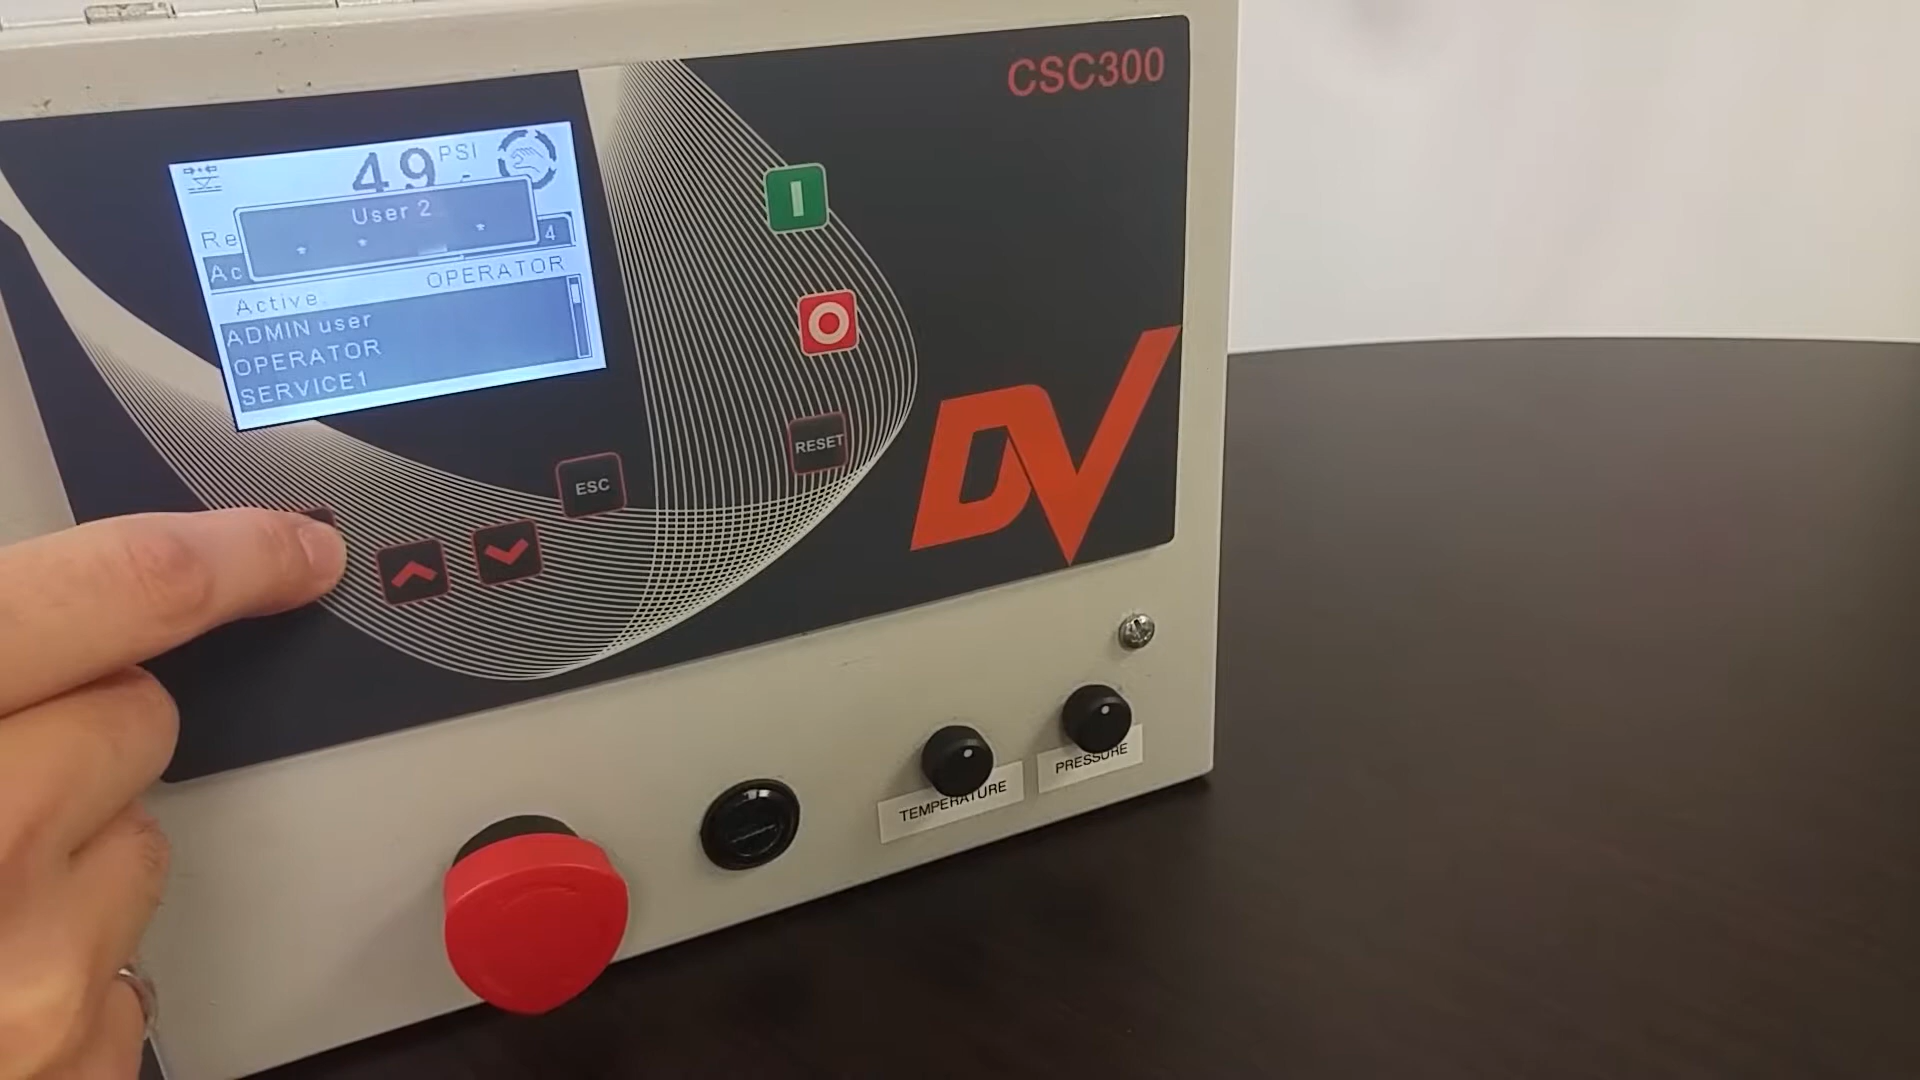 CSC300
49 PSI
User 2
* * *
Re
4
Ac
Active: OPERATOR
ADMIN user
OPERATOR
SERVICE1
ESC
RESET
DV
TEMPERATURE
PRESSURE